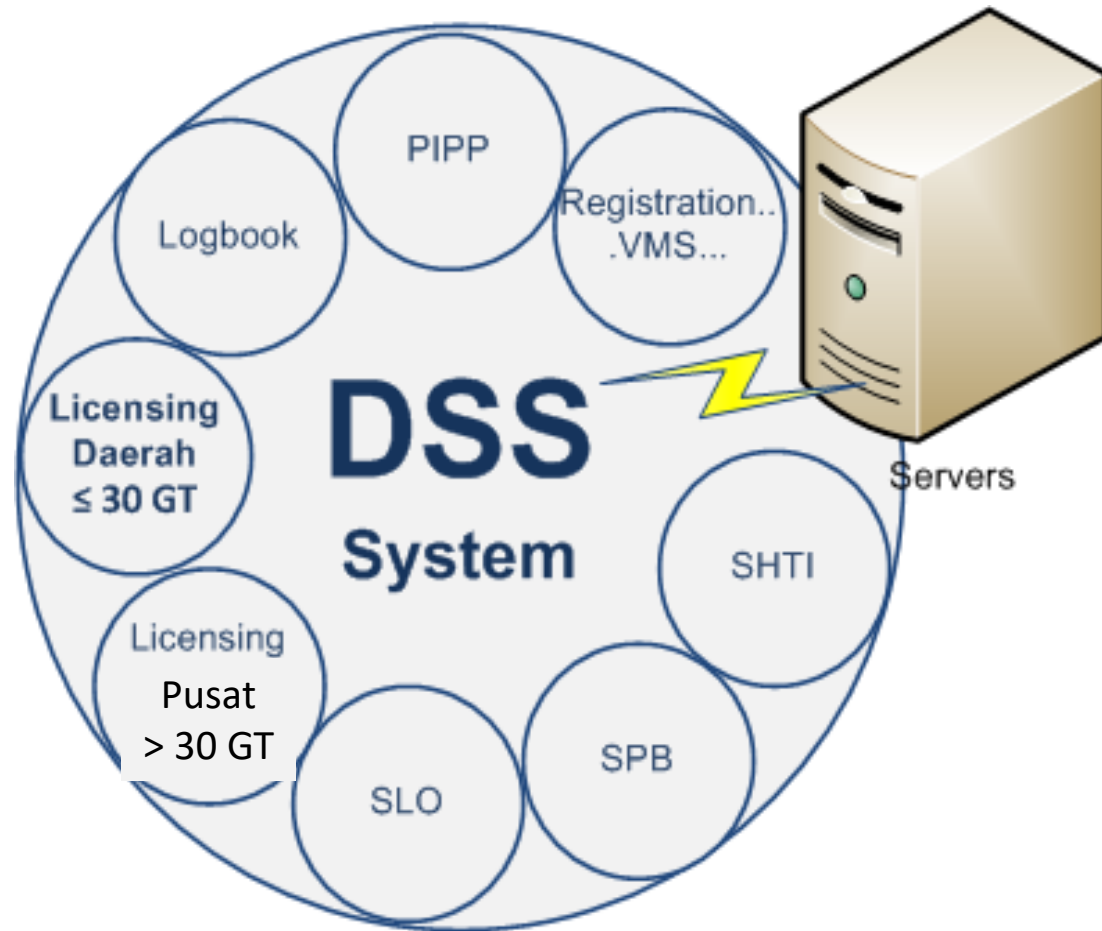 PIPP
Registration..
.VMS...
Logbook
Licensing
Daerah
≤ 30 GT
DSS
System
Servers
SHTI
Licensing
Pusat
> 30 GT
SPB
SLO